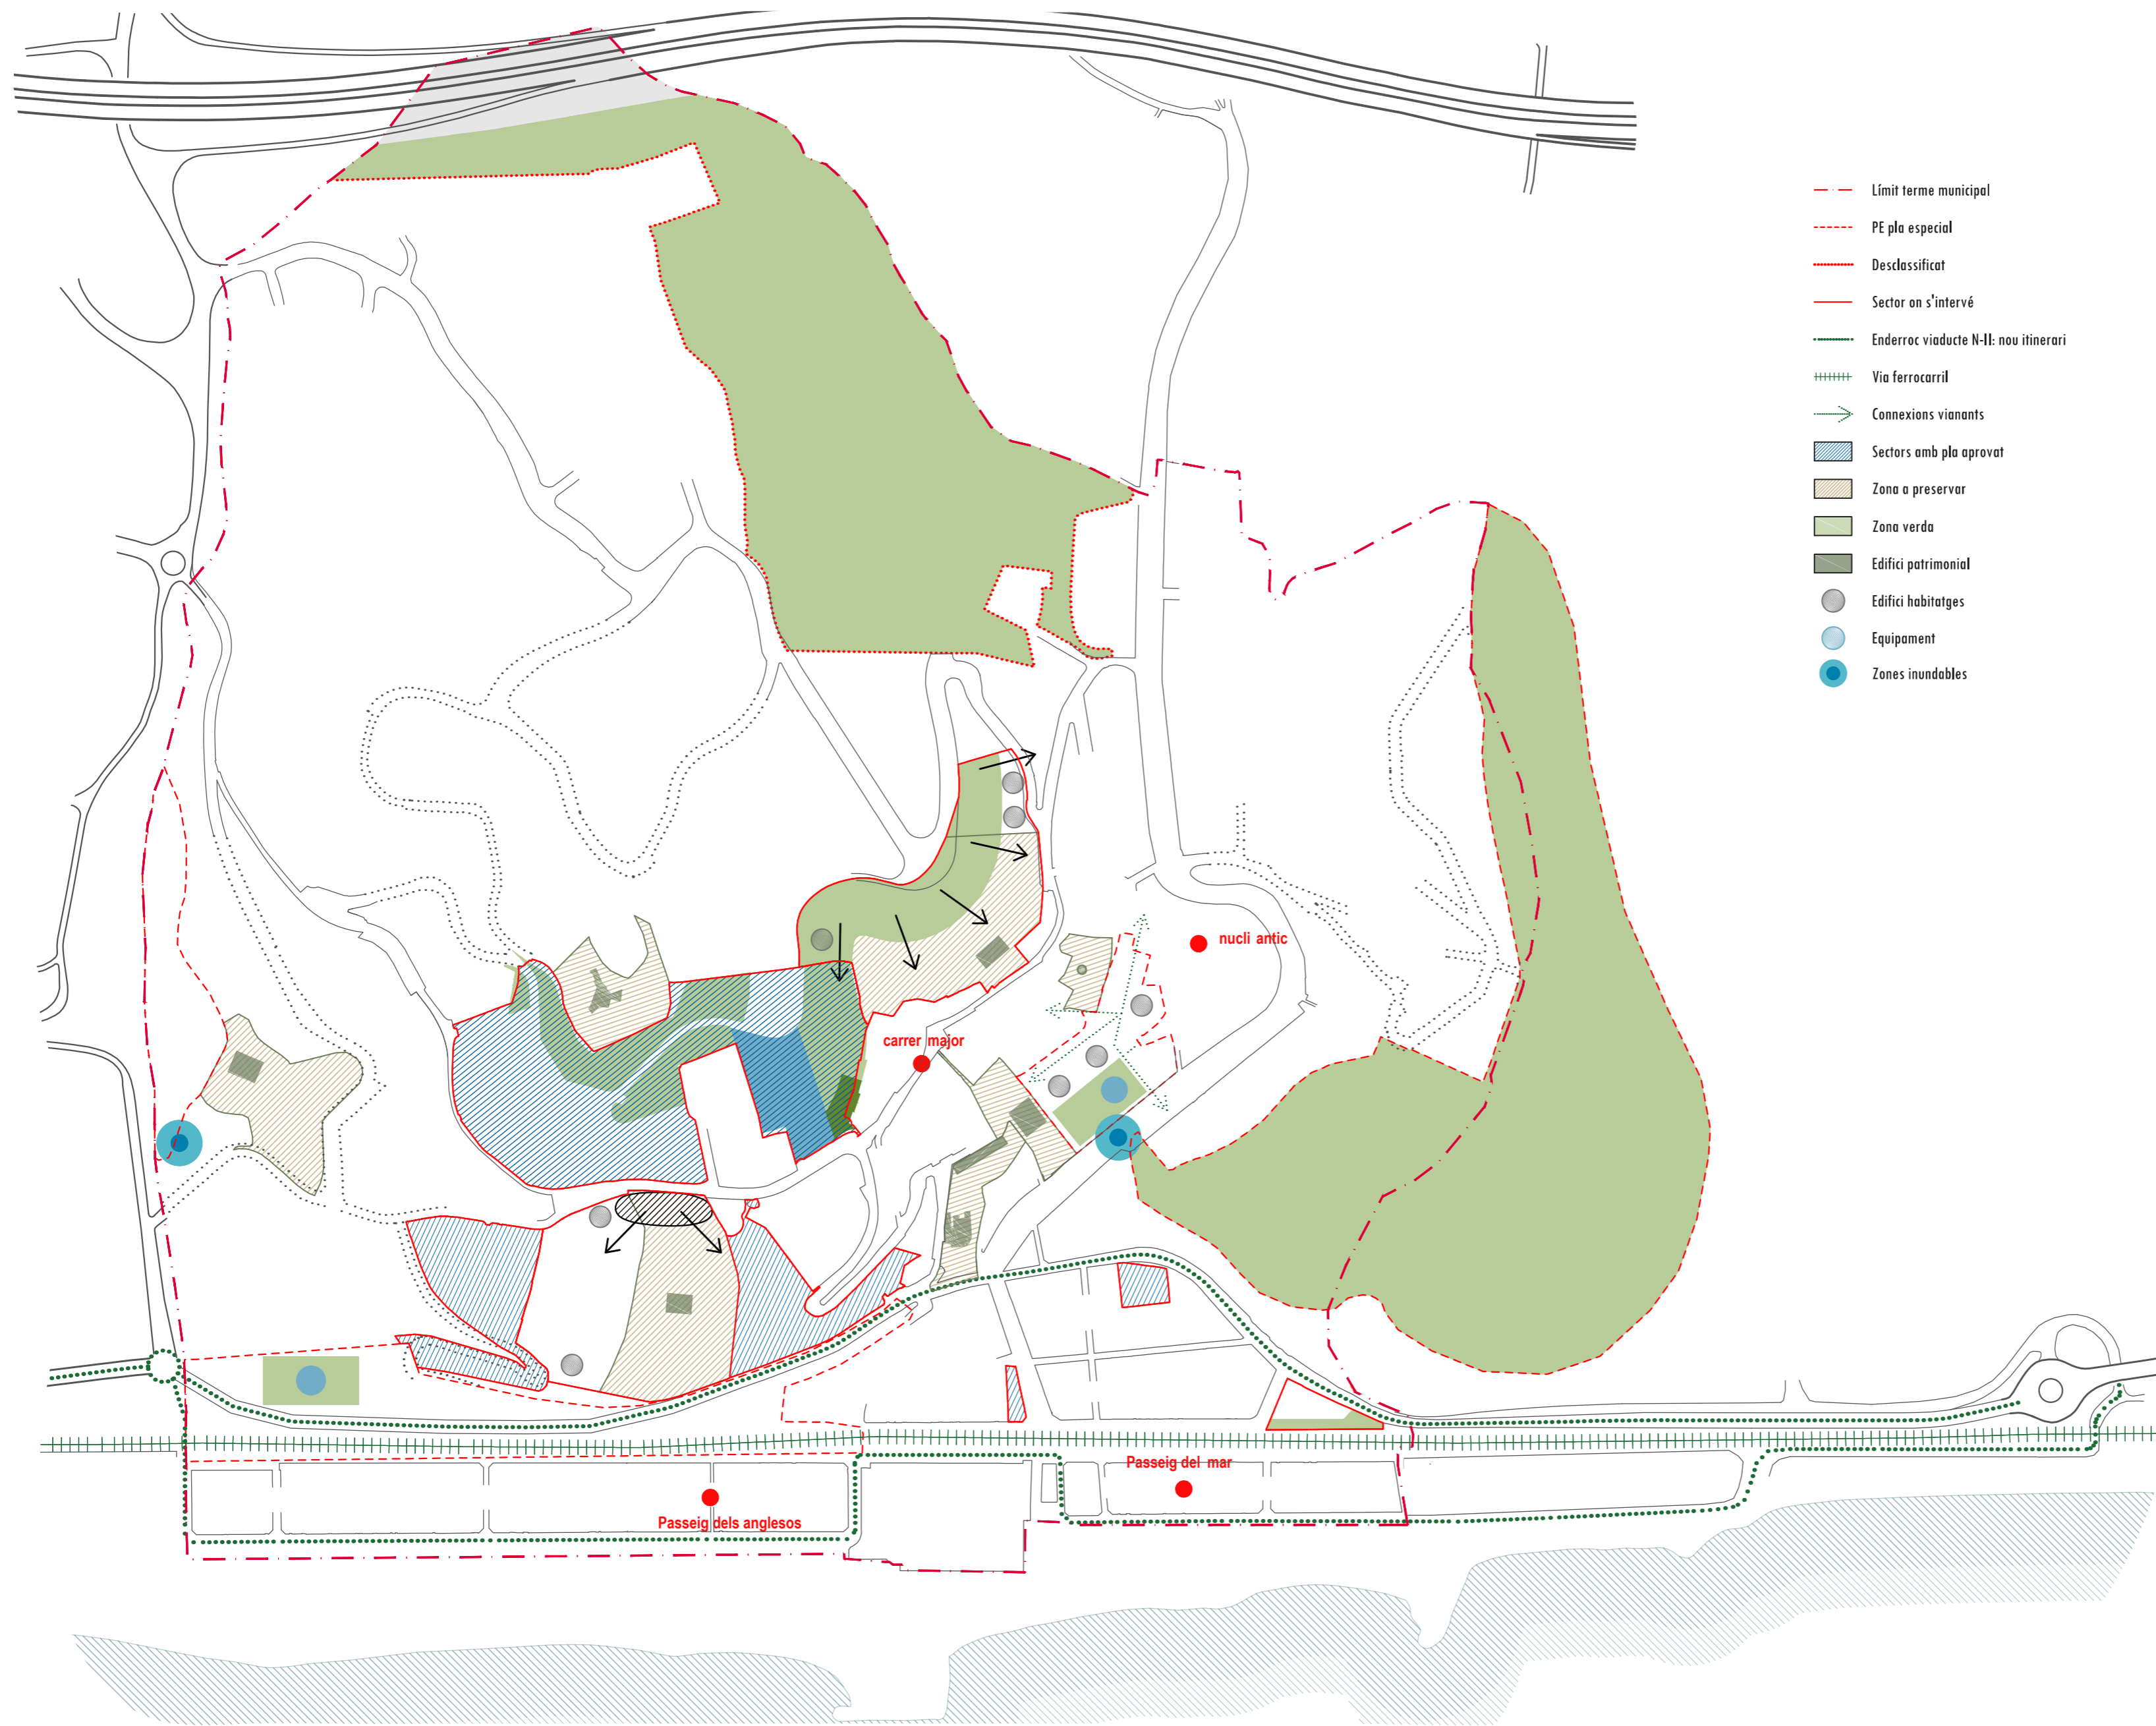 Límit terme municipal
PE pla especial
Desclassificat
Sector on s'intervé
Enderroc viaducte N-II: nou itinerari
Via ferrocarril
Connexions vianants
Sectors amb pla aprovat
Zona a preservar
Zona verda
Edifici patrimonial
Edifici habitatges
Equipament
Zones inundables
nucli antic
carrer major
Passeig del mar
Passeig dels anglesos